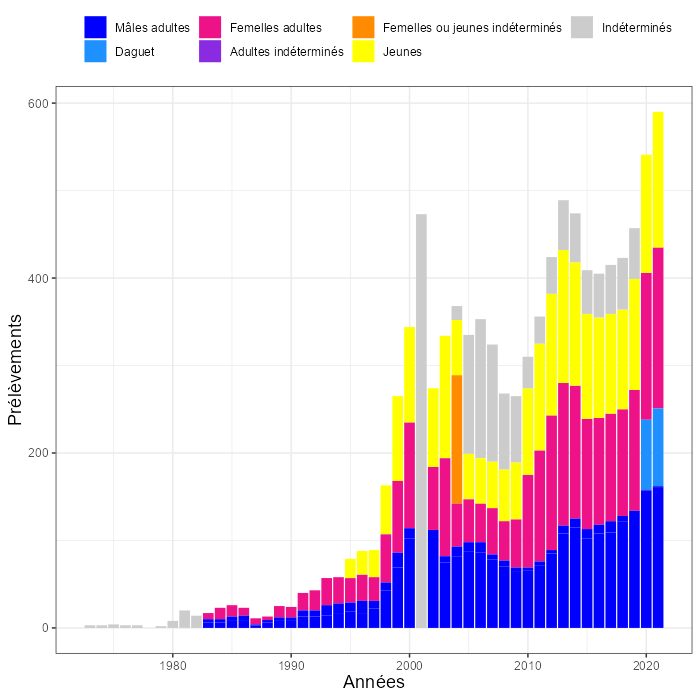 Mâles adultes Femelles adultes Femelles ou jeunes indéterminés Indéterminés
Daguet Adultes indéterminés Jeunes
600
400
200
0
Prélèvements
1980 1990 2000 2010 2020
Années